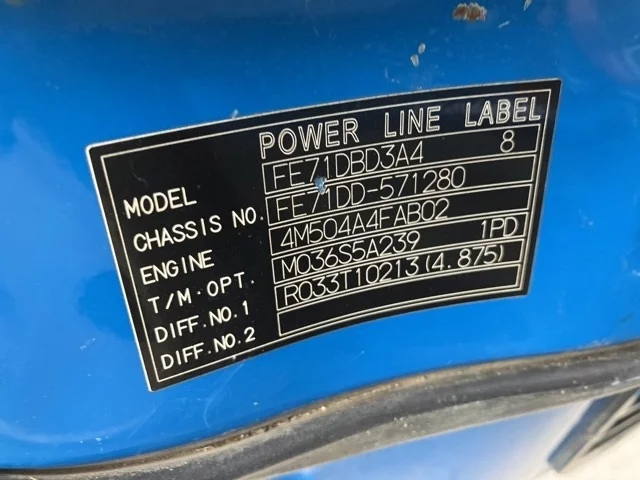 POWER LINE LABEL
MODEL FE71DBD3A4 8
CHASSIS NO. FE71DD-571280
ENGINE 4M504A4FAB02
T/M·OPT. M036S5A239 1PD
DIFF.NO.1 R033T10213(4.875)
DIFF.NO.2